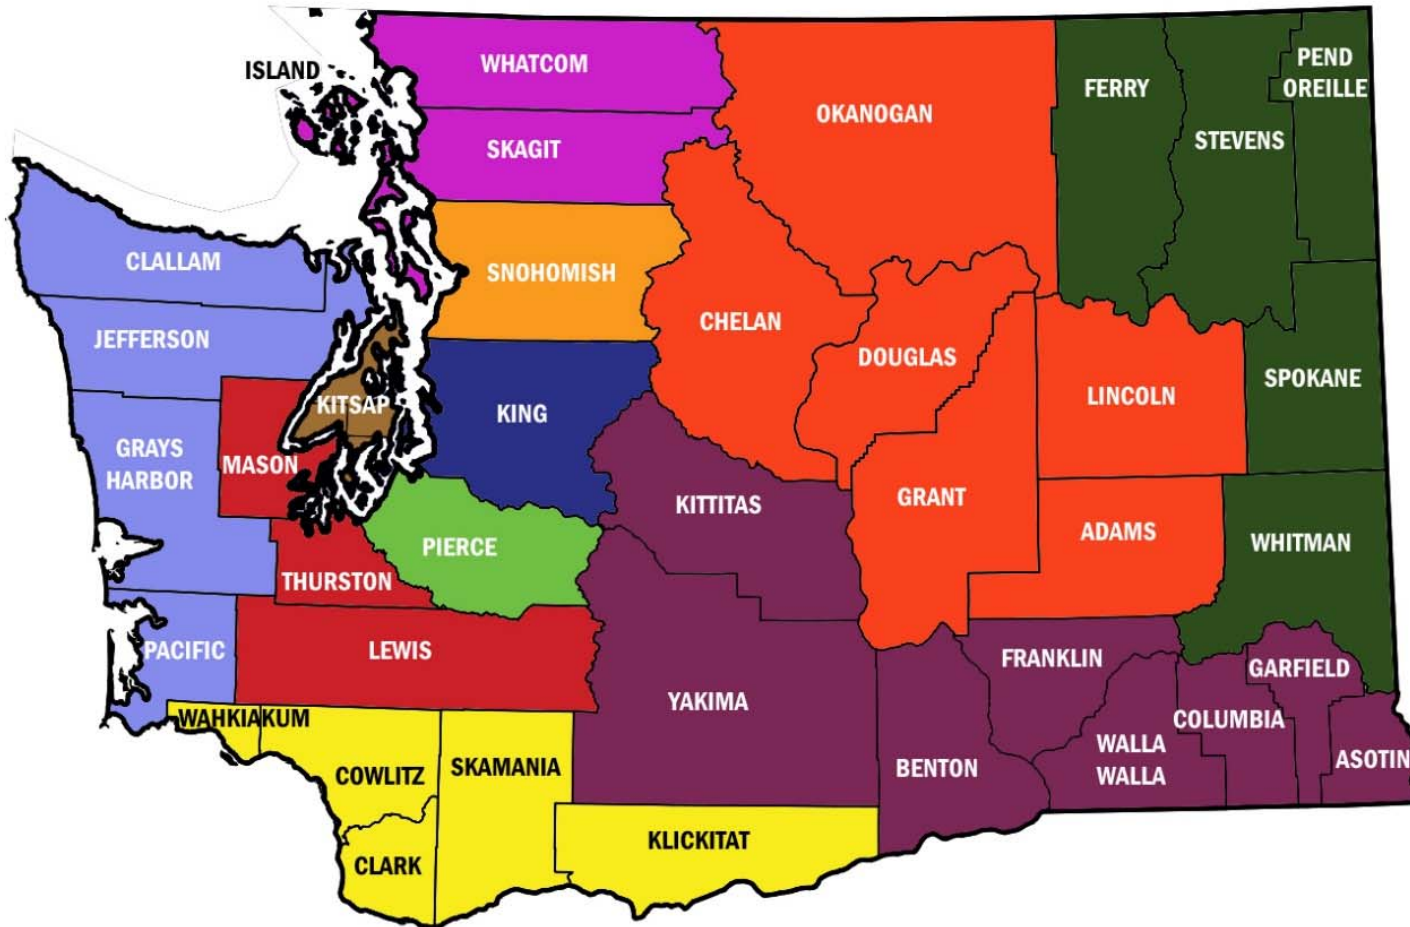 ISLAND
WHATCOM
SKAGIT
OKANOGAN
FERRY
STEVENS
PEND
OREILLE
CLALLAM
SNOHOMISH
JEFFERSON
CHELAN
DOUGLAS
LINCOLN
SPOKANE
KITSAP
KING
GRAYS
HARBOR
MASON
KITTITAS
GRANT
ADAMS
WHITMAN
PIERCE
THURSTON
PACIFIC
LEWIS
YAKIMA
FRANKLIN
GARFIELD
WAHKIAKUM
COLUMBIA
COWLITZ
SKAMANIA
BENTON
WALLA
WALLA
ASOTIN
CLARK
KLICKITAT